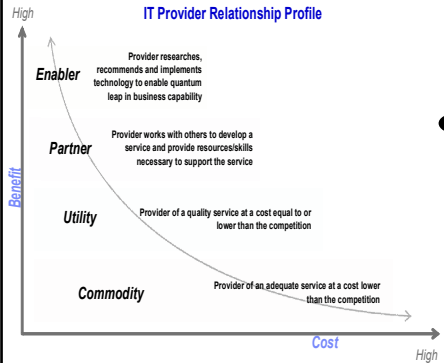 High
IT Provider Relationship Profile
Enabler
Provider researches,
recommends and implements
technology to enable quantum
leap in business capability
Partner
Provider works with others to develop a
service and provide resources/skills
necessary to support the service
Benefit
Utility
Provider of a quality service at a cost equal to or
lower than the competition
Commodity
Provider of an adequate service at a cost lower
than the competition
Cost
High